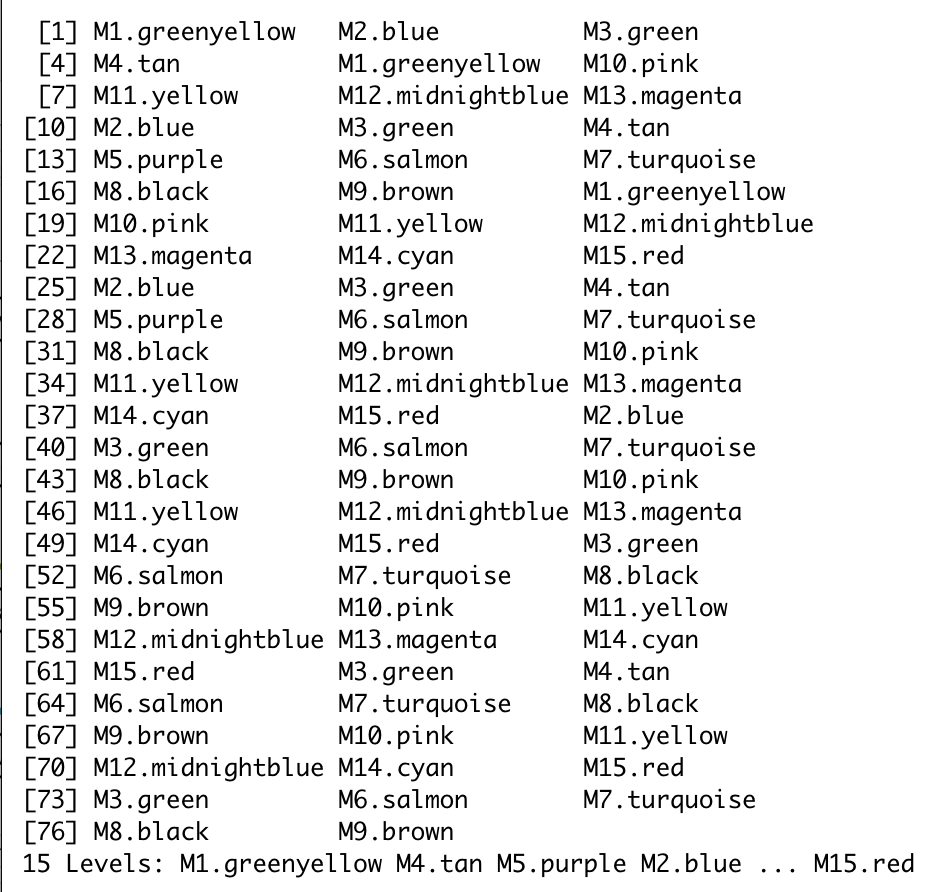 [1] M1.greenyellow M2.blue M3.green
[4] M4.tan M1.greenyellow M10.pink
[7] M11.yellow M12.midnightblue M13.magenta
[10] M2.blue M3.green M4.tan
[13] M5.purple M6.salmon M7.turquoise
[16] M8.black M9.brown M1.greenyellow
[19] M10.pink M11.yellow M12.midnightblue
[22] M13.magenta M14.cyan M15.red
[25] M2.blue M3.green M4.tan
[28] M5.purple M6.salmon M7.turquoise
[31] M8.black M9.brown M10.pink
[34] M11.yellow M12.midnightblue M13.magenta
[37] M14.cyan M15.red M2.blue
[40] M3.green M6.salmon M7.turquoise
[43] M8.black M9.brown M10.pink
[46] M11.yellow M12.midnightblue M13.magenta
[49] M14.cyan M15.red M3.green
[52] M6.salmon M7.turquoise M8.black
[55] M9.brown M10.pink M11.yellow
[58] M12.midnightblue M13.magenta M14.cyan
[61] M15.red M3.green M4.tan
[64] M6.salmon M7.turquoise M8.black
[67] M9.brown M10.pink M11.yellow
[70] M12.midnightblue M14.cyan M15.red
[73] M3.green M6.salmon M7.turquoise
[76] M8.black M9.brown
15 Levels: M1.greenyellow M4.tan M5.purple M2.blue ... M15.red